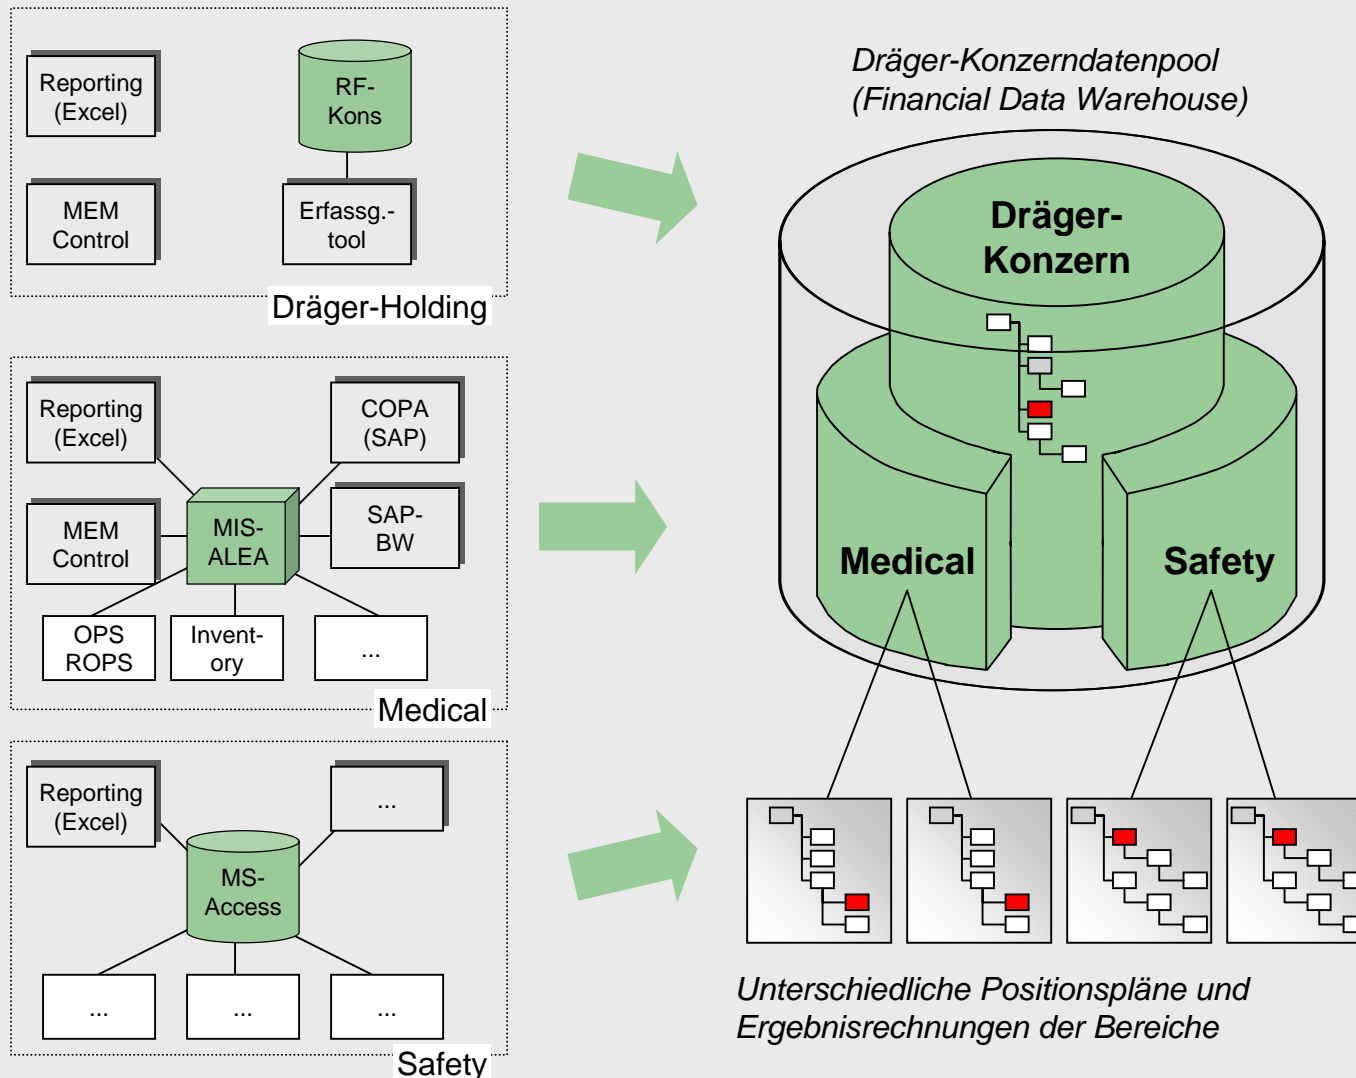 Reporting
(Excel)
RF-
Kons
MEM
Control
Erfassg.-
tool
Dräger-Holding
Reporting
(Excel)
COPA
(SAP)
MIS-
ALEA
MEM
Control
SAP-
BW
OPS
ROPS
Invent-
ory
...
Medical
Reporting
(Excel)
...
MS-
Access
...
...
...
Safety
Dräger-Konzerndatenpool
(Financial Data Warehouse)
Dräger-
Konzern
Medical
Safety
Unterschiedliche Positionspläne und
Ergebnisrechnungen der Bereiche